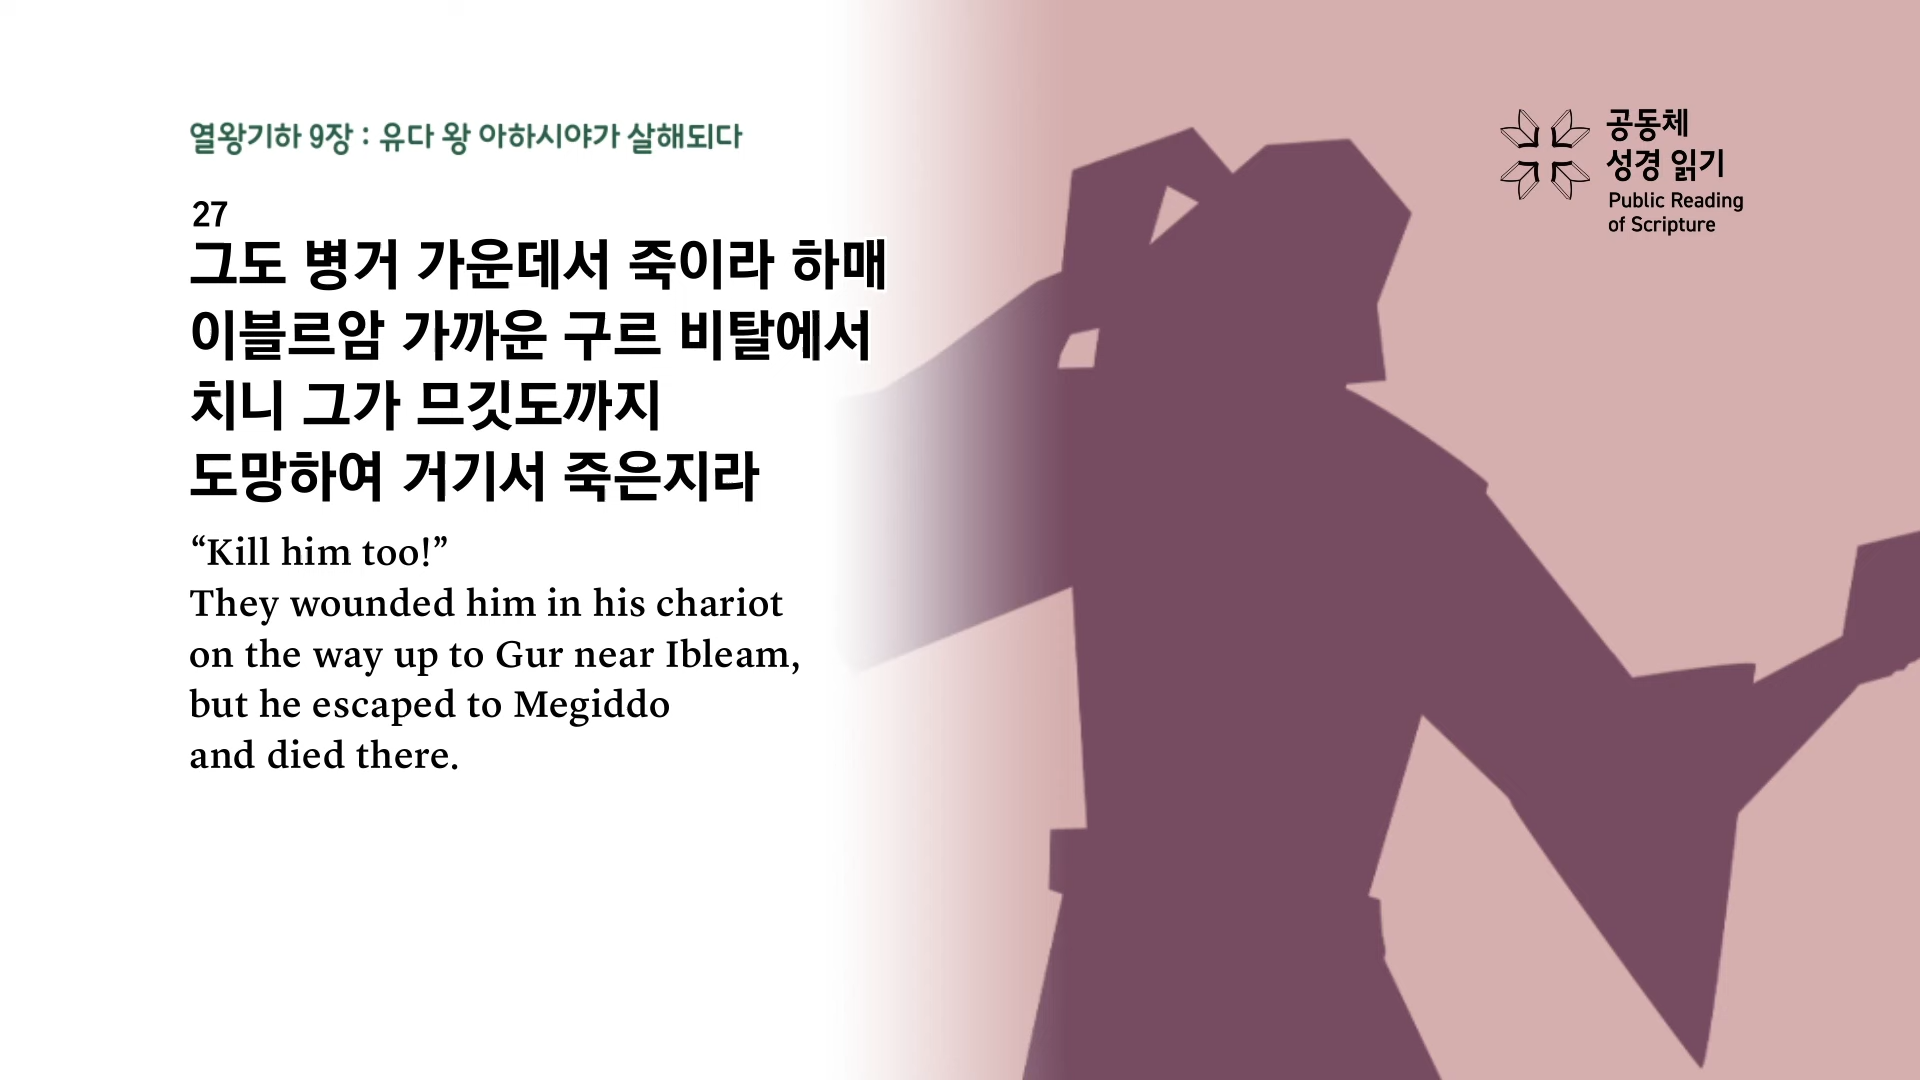 열왕기하 9장 : 유다 왕 아하시야가 살해되다
27
그도 병거 가운데서 죽이라 하매
이블르암 가까운 구르 비탈에서
치니 그가 므깃도까지
도망하여 거기서 죽은지라
“Kill him too!”
They wounded him in his chariot
on the way up to Gur near Ibleam,
but he escaped to Megiddo
and died there.
공동체
성경 읽기
Public Reading
of Scripture